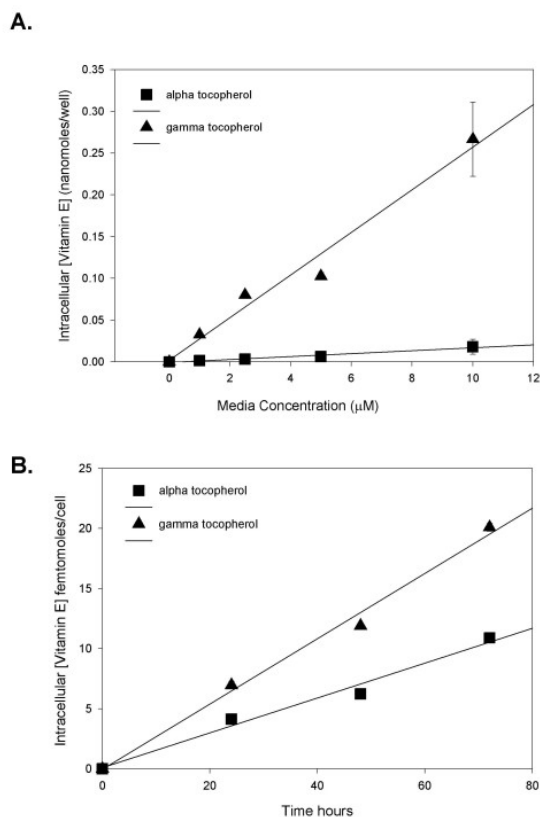 A.
0.35
0.30
0.25
0.20
0.15
0.10
0.05
0.00
Intracellular [Vitamin E] (nanomoles/well)
alpha tocopherol
gamma tocopherol
0 2 4 6 8 10 12
Media Concentration (μM)
B.
25
20
15
10
5
0
Intracellular [Vitamin E] femtomoles/cell
alpha tocopherol
gamma tocopherol
0 20 40 60 80
Time hours